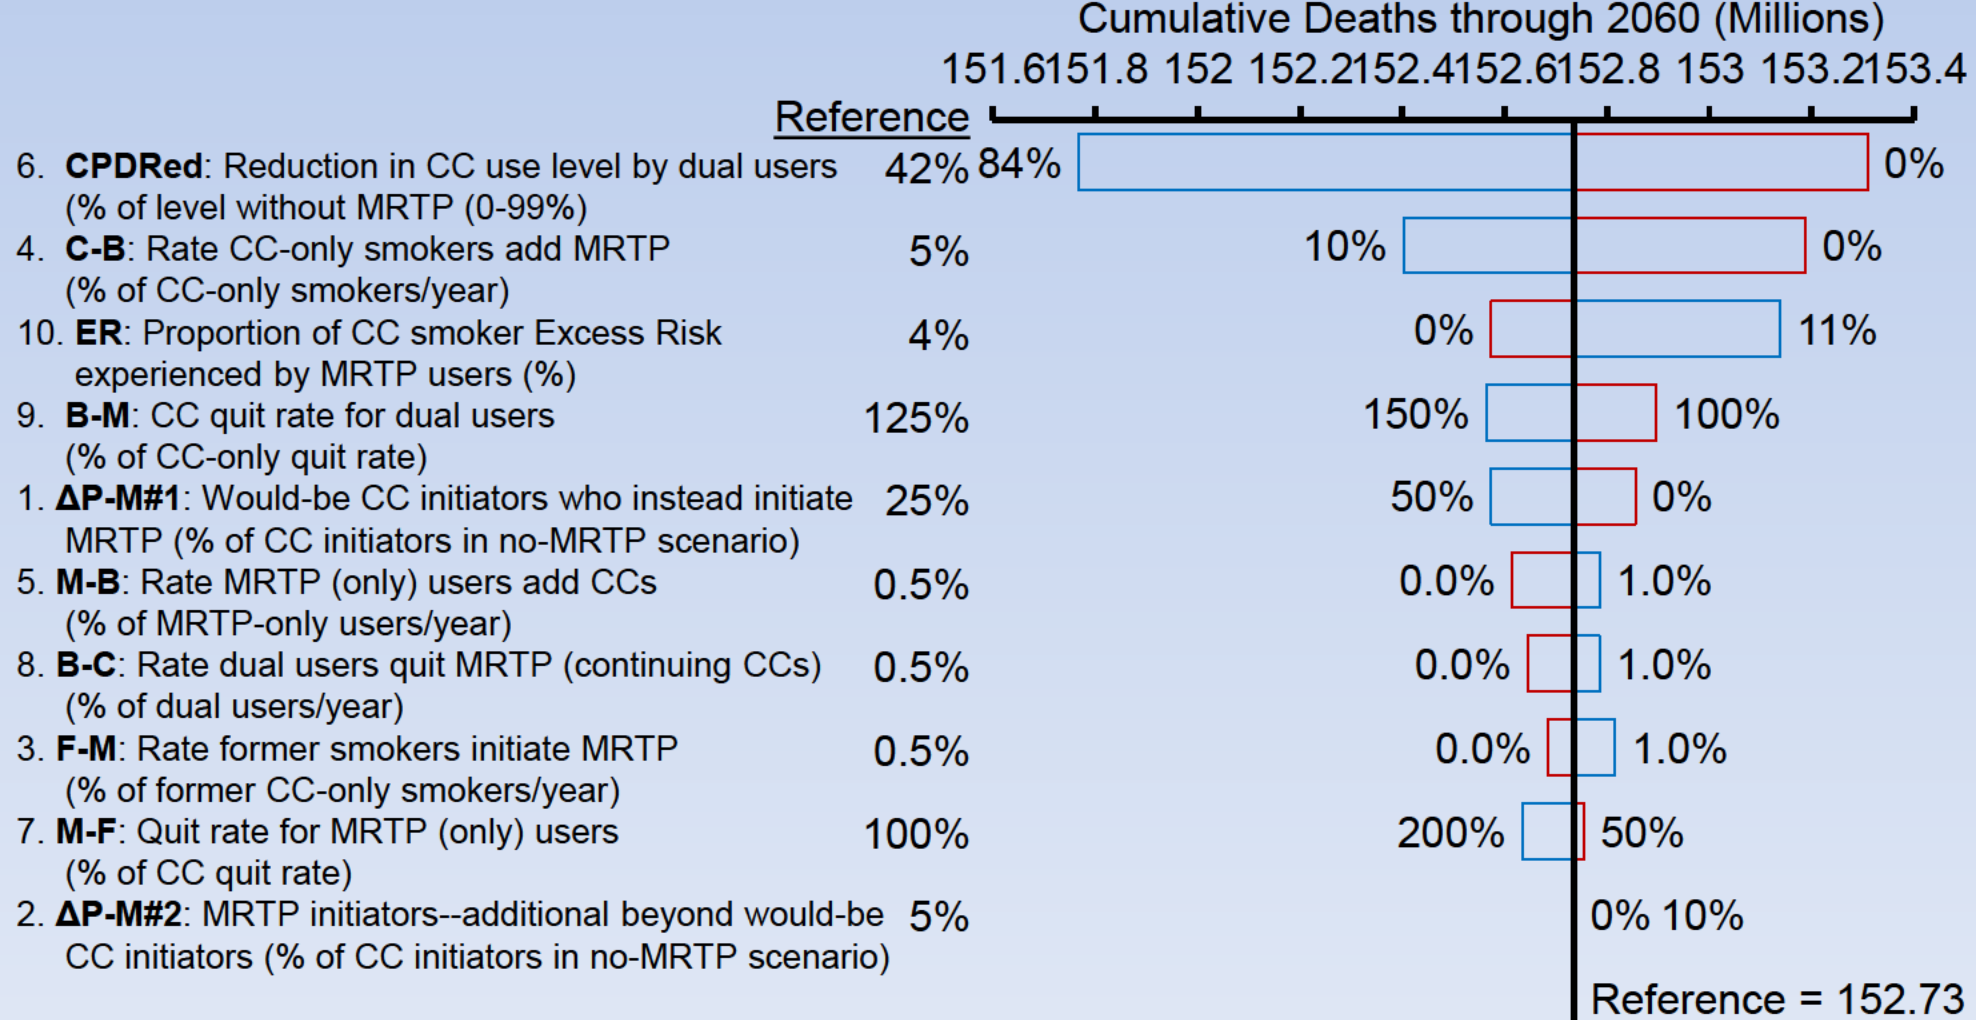 Cumulative Deaths through 2060 (Millions)
151.6 151.8 152 152.2 152.4 152.6 152.8 153 153.2 153.4
Reference
6. CPDRed: Reduction in CC use level by dual users 42% 84% 0%
(% of level without MRTP (0-99%)
4. C-B: Rate CC-only smokers add MRTP 5% 10% 0%
(% of CC-only smokers/year)
10. ER: Proportion of CC smoker Excess Risk 4% 0% 11%
experienced by MRTP users (%)
9. B-M: CC quit rate for dual users 125% 150% 100%
(% of CC-only quit rate)
1. ΔP-M#1: Would-be CC initiators who instead initiate 25% 50% 0%
MRTP (% of CC initiators in no-MRTP scenario)
5. M-B: Rate MRTP (only) users add CCs 0.5% 0.0% 1.0%
(% of MRTP-only users/year)
8. B-C: Rate dual users quit MRTP (continuing CCs) 0.5% 0.0% 1.0%
(% of dual users/year)
3. F-M: Rate former smokers initiate MRTP 0.5% 0.0% 1.0%
(% of former CC-only smokers/year)
7. M-F: Quit rate for MRTP (only) users 100% 200% 50%
(% of CC quit rate)
2. ΔP-M#2: MRTP initiators--additional beyond would-be 5% 0% 10%
CC initiators (% of CC initiators in no-MRTP scenario)
Reference = 152.73